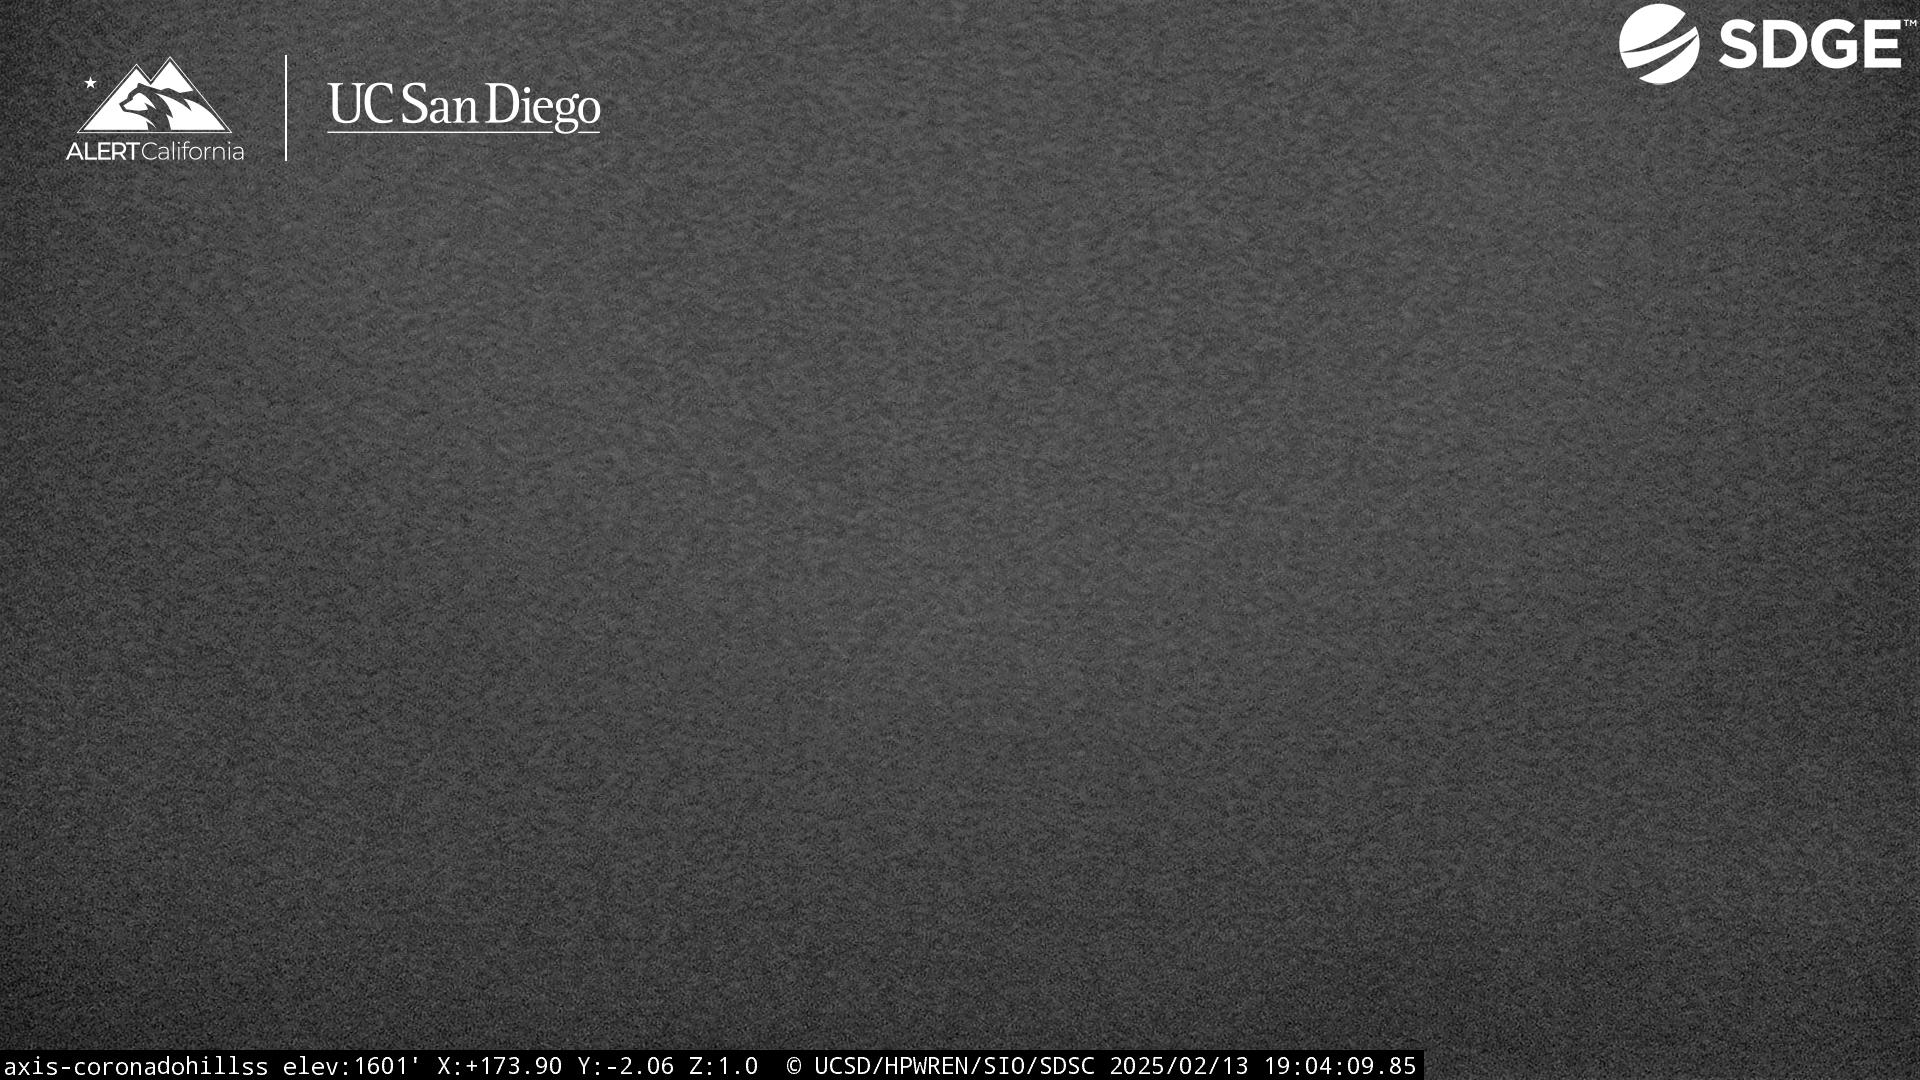 SDGE™
UC San Diego
ALERTCalifornia
axis-coronadohillss elev:1601' X:+173.90 Y:-2.06 Z:1.0 © UCSD/HPWREN/SIO/SDSC 2025/02/13 19:04:09.85